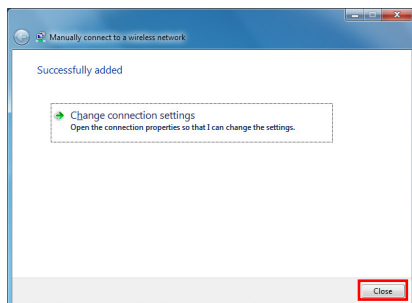 Manually connect to a wireless network
Successfully added
Change connection settings
Open the connection properties so that I can change the settings.
Close